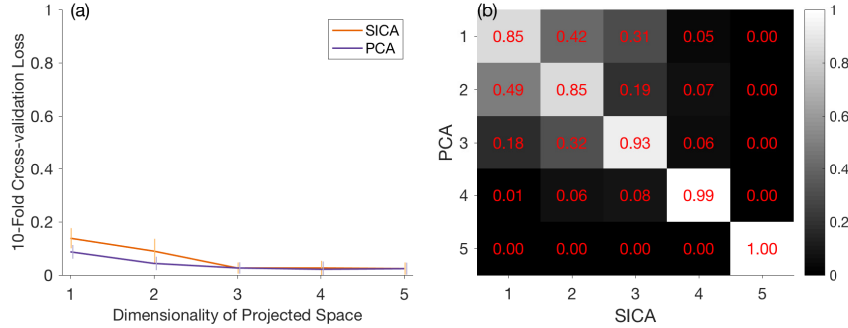 (a)
10-Fold Crcss-validation Loss
1
0.8
0.6
0.4
0.2
0
SICA
PCA
1 2 3 4 5
Dimensionality of Projected Space
(b)
PCA
1 0.85 0.42 0.31 0.05 0.00
2 0.49 0.85 0.19 0.07 0.00
3 0.18 0.32 0.93 0.06 0.00
4 0.01 0.06 0.08 0.99 0.00
5 0.00 0.00 0.00 0.00 1.00
1 2 3 4 5
SICA
1
0.8
0.6
0.4
0.2
0